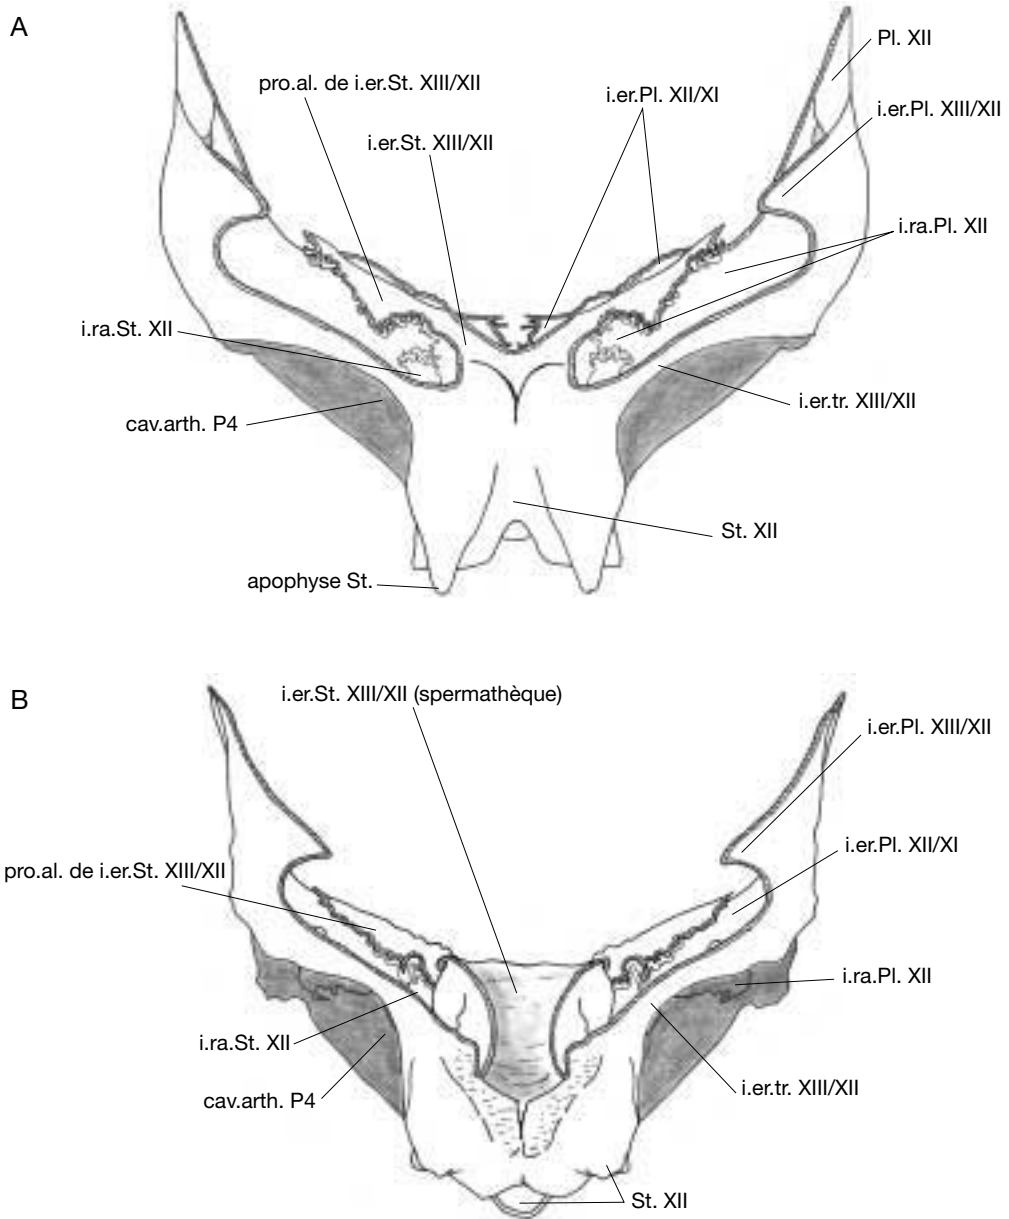 A
Pl. XII
pro.al. de i.er.St. XIII/XII
i.er.Pl. XII/XI
i.er.Pl. XIII/XII
i.er.St. XIII/XII
i.ra.Pl. XII
i.ra.St. XII
i.er.tr. XIII/XII
cav.arth. P4
St. XII
apophyse St.
B
i.er.St. XIII/XII (spermathèque)
i.er.Pl. XIII/XII
i.er.Pl. XII/XI
pro.al. de i.er.St. XIII/XII
i.ra.Pl. XII
i.ra.St. XII
i.er.tr. XIII/XII
cav.arth. P4
St. XII